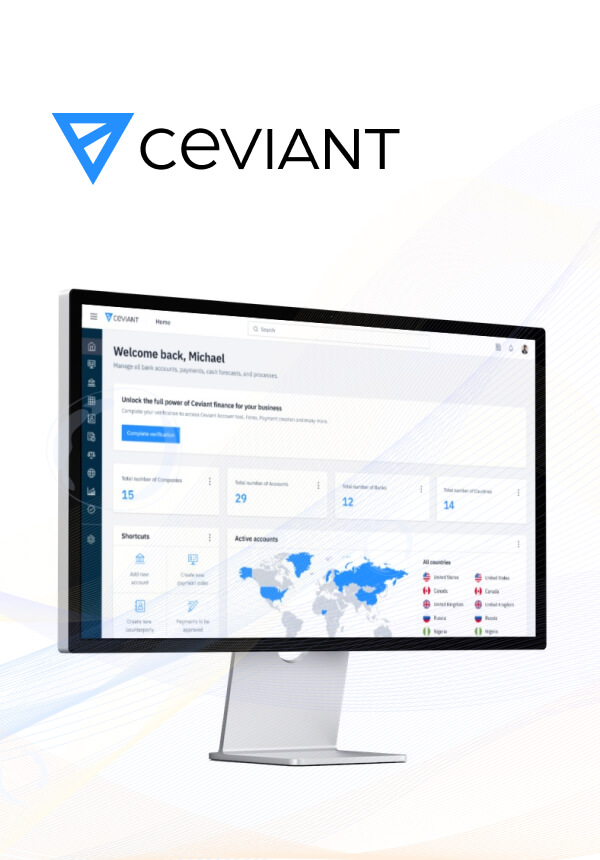 CEVIANT
CEVIANT
Home
Search
Welcome back, Michael
Manage all bank accounts, payments, cash forecasts, and processes.
Unlock the full power of Ceviant finance for your business
Complete your verification to access Ceviant Account tool, Forex, Payment creation and many more.
Complete verification
Total number of Companies
15
Total number of Accounts
29
Total number of Banks
12
Total number of Countries
14
Shortcuts
Add new
account
Create new
payment order
Create new
counterparty
Payments to be
approved
Active accounts
All countries
United States
United States
Canada
Canada
United Kingdom
United Kingdom
Russia
Russia
Nigeria
Nigeria